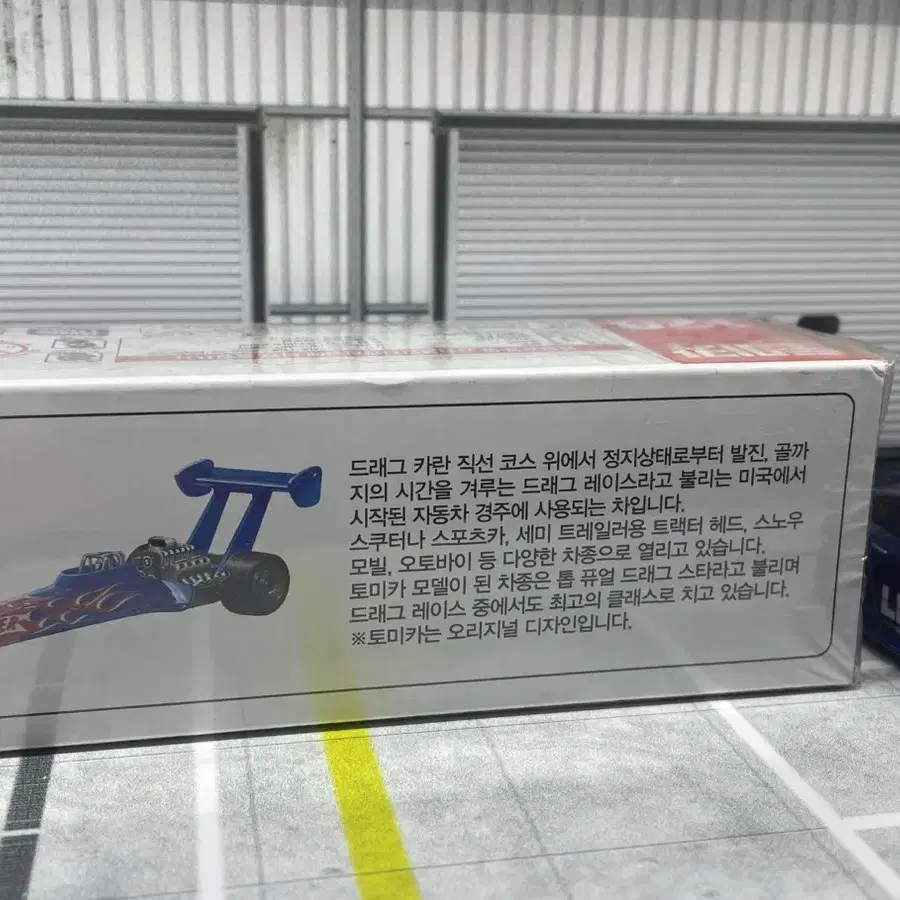 드래그 카란 직선 코스 위에서 정지상태로부터 발진, 골까
지의 시간을 겨루는 드래그 레이스라고 불리는 미국에서
시작된 자동차 경주에 사용되는 차입니다.
스쿠터나 스포츠카, 세미 트레일러용 트랙터 헤드, 스노우
모빌, 오토바이 등 다양한 차종으로 열리고 있습니다.
토미카 모델이 된 차종은 톱 퓨얼 드래그 스타라고 불리며
드래그 레이스 중에서도 최고의 클래스로 치고 있습니다.
※토미카는 오리지널 디자인입니다.